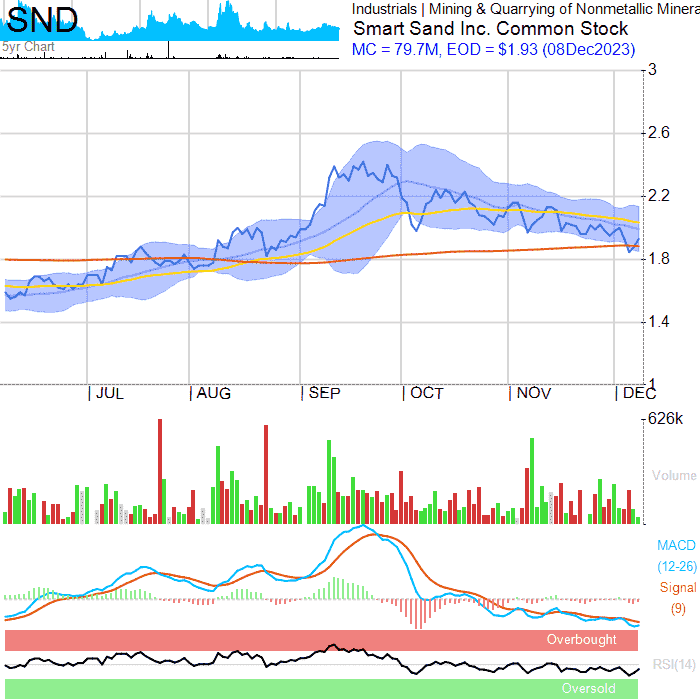 SND
5yr Chart
Industrials | Mining & Quarrying of Nonmetallic Minera
Smart Sand Inc. Common Stock
MC = 79.7M, EOD = $1.93 (08Dec2023)
3
2.6
2.2
1.8
1.4
1
JUL AUG SEP OCT NOV DEC
626k
Volume
MACD
(12-26)
Signal
(9)
Overbought
RSI(14)
Oversold